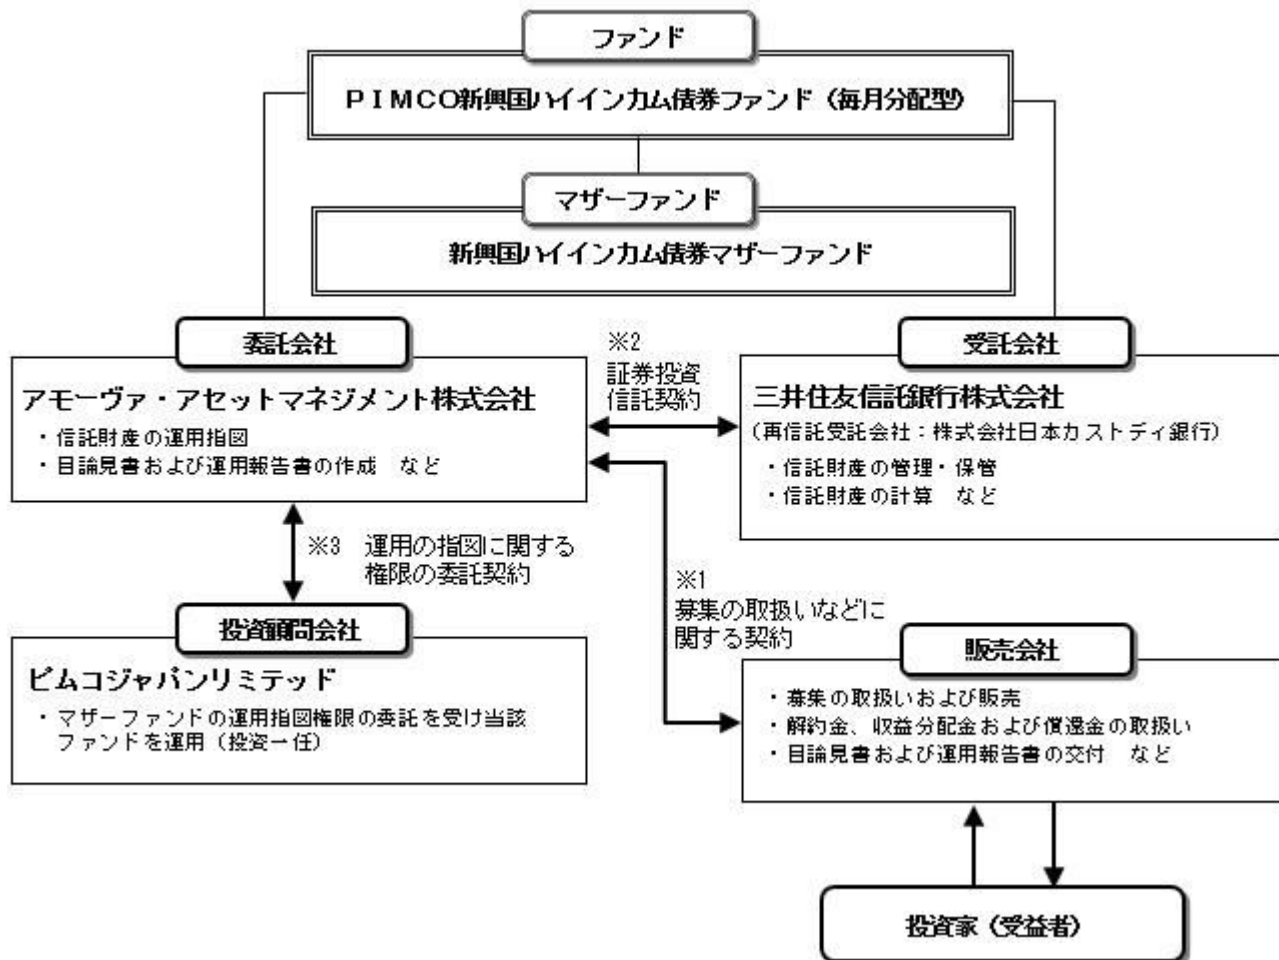 ファンド
PIMCO新興国ハイインカム債券ファンド（毎月分配型）
マザーファンド
新興国ハイインカム債券マザーファンド
委託会社
アモーヴァ・アセットマネジメント株式会社
・信託財産の運用指図
・目論見書および運用報告書の作成　など
※2
証券投資
信託契約
受託会社
三井住友信託銀行株式会社
（再信託受託会社：株式会社日本カストディ銀行）
・信託財産の管理・保管
・信託財産の計算　など
※3　運用の指図に関する
権限の委託契約
※1
募集の取扱いなどに
関する契約
投資顧問会社
ピムコジャパンリミテッド
・マザーファンドの運用指図権限の委託を受け当該
ファンドを運用（投資一任）
販売会社
・募集の取扱いおよび販売
・解約金、収益分配金および償還金の取扱い
・目論見書および運用報告書の交付　など
投資家（受益者）